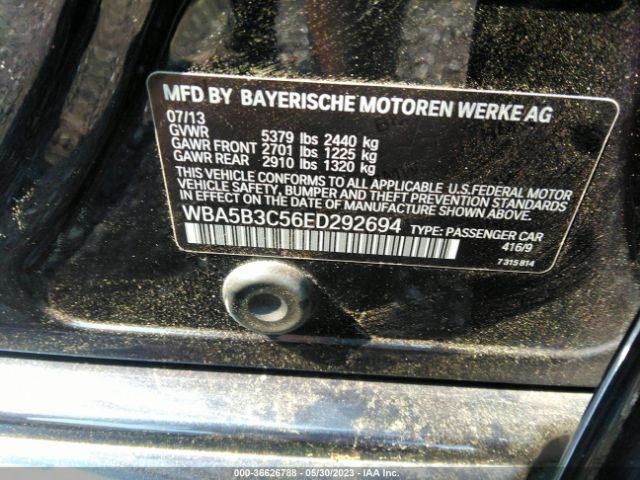 MFD BY BAYERISCHE MOTOREN WERKE AG
07/13
GVWR 5379 lbs 2440 kg
GAWR FRONT 2701 lbs 1225 kg
GAWR REAR 2910 lbs 1320 kg
THIS VEHICLE CONFORMS TO ALL APPLICABLE U.S. FEDERAL MOTOR
VEHICLE SAFETY, BUMPER, AND THEFT PREVENTION STANDARDS
IN EFFECT ON THE DATE OF MANUFACTURE SHOWN ABOVE.
WBA5B3C56ED292694 TYPE: PASSENGER CAR
416/9
7 315 814
00 - 36626788 - 05/30/2023 - IAA Inc.